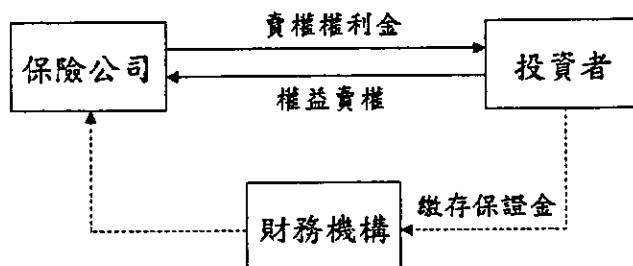 賣權權利金
保險公司
投資者
權益賣權
繳存保證金
財務機構